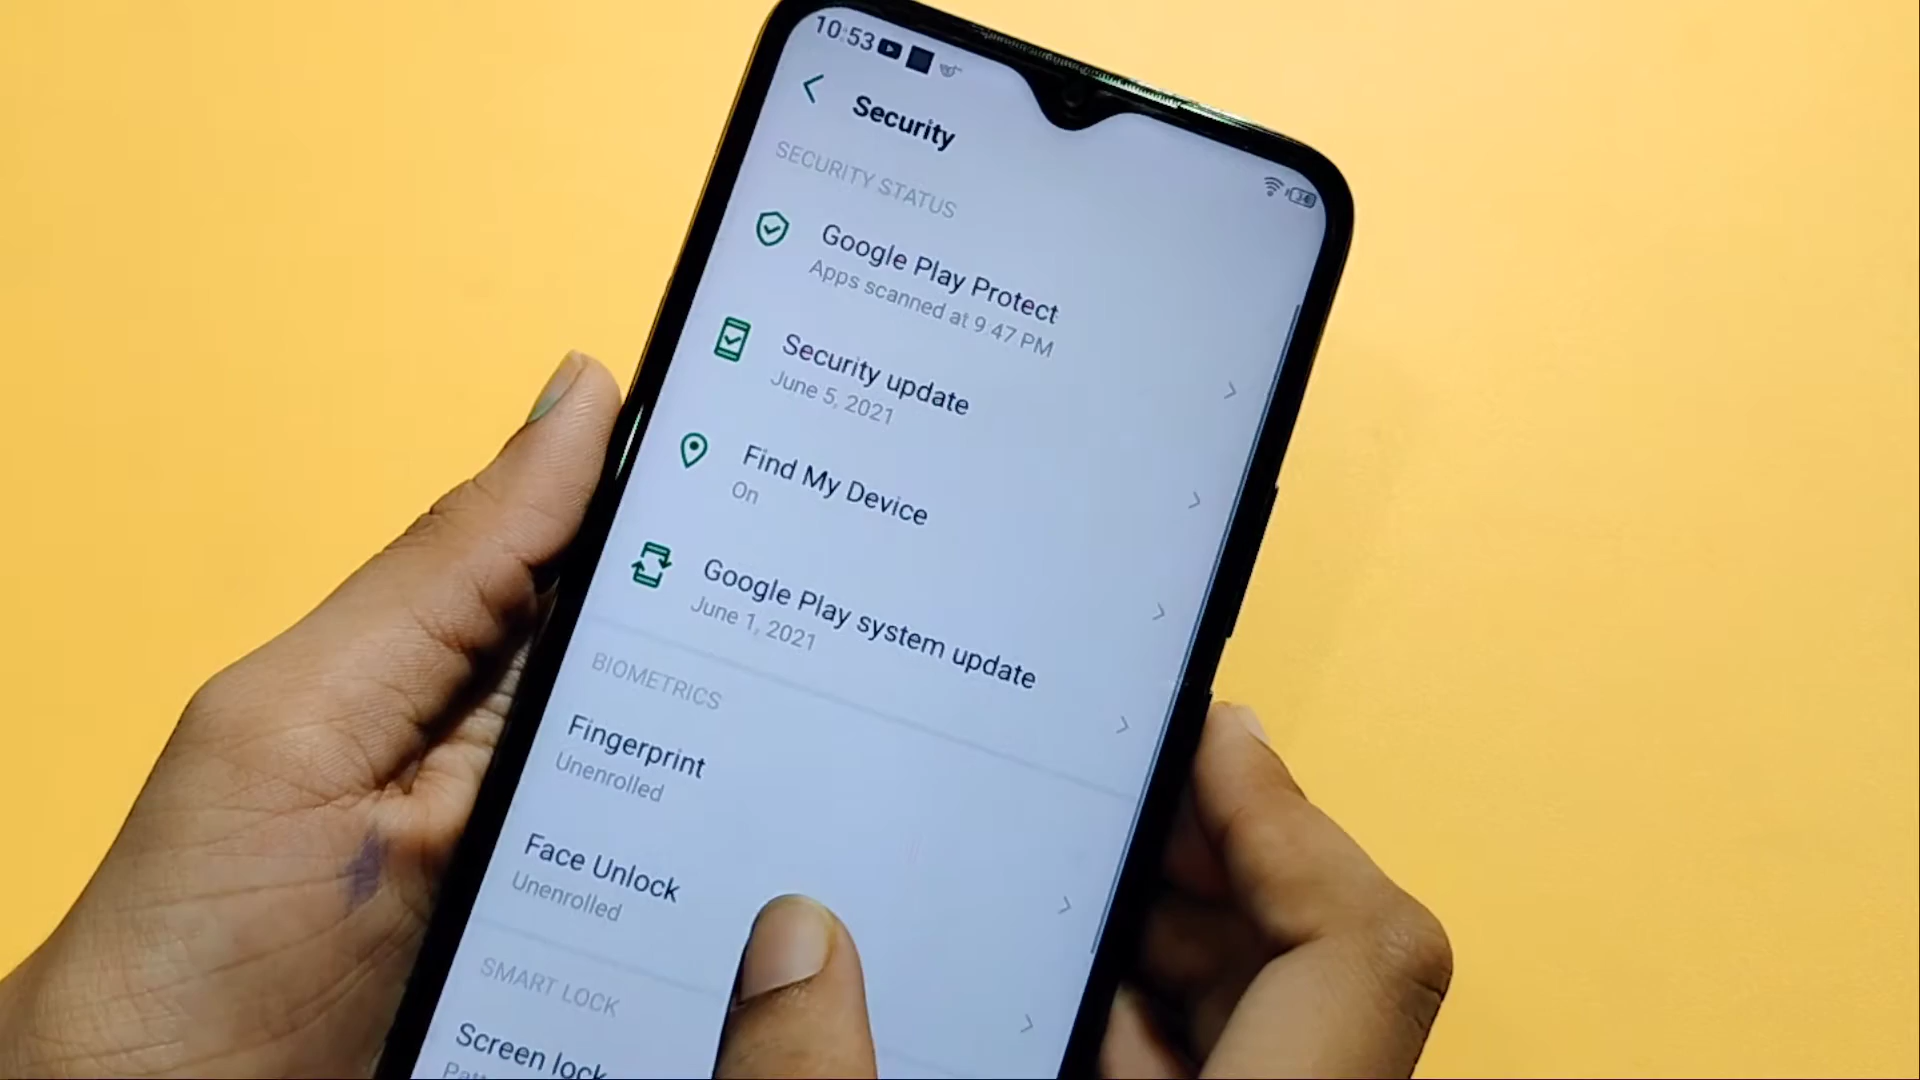 10:53
Security
SECURITY STATUS
Google Play Protect
Apps scanned at 9:47 PM
Security update
June 5, 2021
Find My Device
On
Google Play system update
June 1, 2021
BIOMETRICS
Fingerprint
Unenrolled
Face Unlock
Unenrolled
SMART LOCK
Screen lock